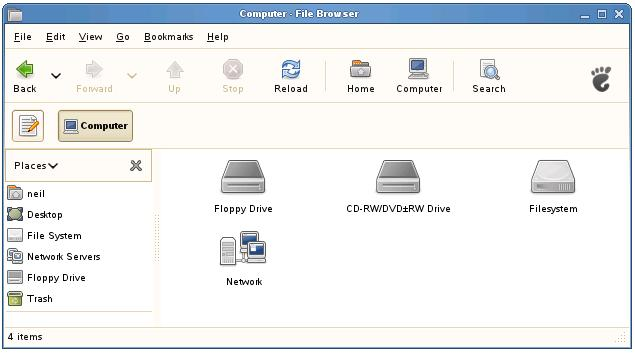 Computer - File Browser
File Edit View Go Bookmarks Help
Back Forward Up Stop Reload Home Computer Search
Computer
Places
neil
Desktop
File System
Network Servers
Floppy Drive
Trash
Floppy Drive CD-RW/DVD±RW Drive Filesystem
Network
4 items